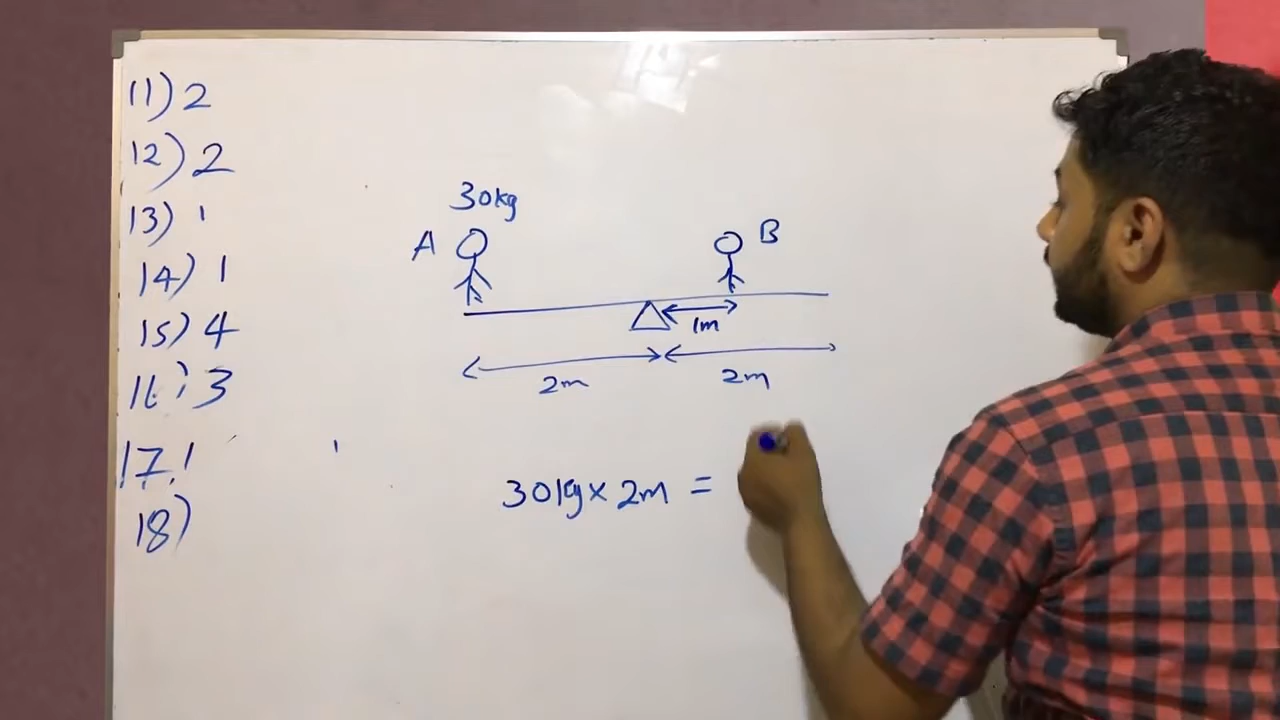 11) 2
12) 2
13) 1
14) 1
15) 4
16) 3
17. 1
18)
30kg
A
B
1m
2m
2m
30kg x 2m =